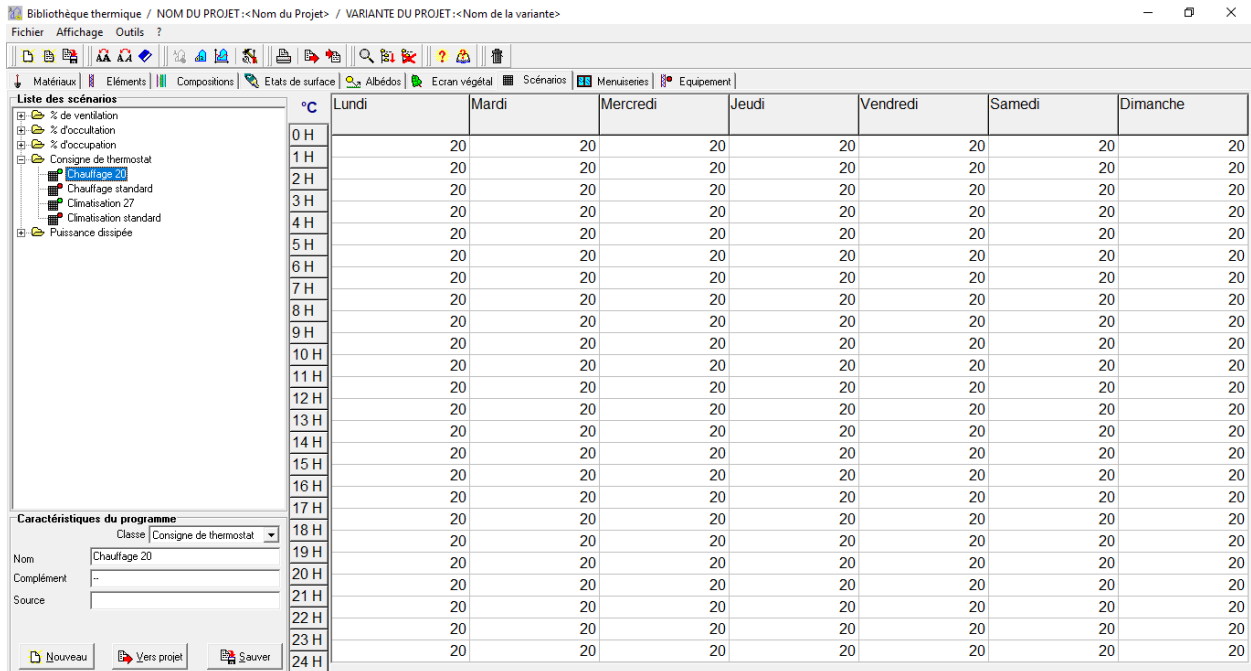 Bibliothèque thermique / NOM DU PROJET :<Nom du Projet> / VARIANTE DU PROJET :<Nom de la variante>
Fichier Affichage Outils ?
Matériaux Eléments Compositions Etats de surface Albédos Ecran végétal Scénarios Menuiseries Equipement
Liste des scénarios
% de ventilation
% d'occultation
% d'occupation
Consigne de thermostat
Chauffage 20
Chauffage standard
Climatisation 27
Climatisation standard
Puissance dissipée
Caractéristiques du programme
Classe Consigne de thermostat
Nom Chauffage 20
Complément --
Source
Nouveau Vers projet Sauver
°C Lundi Mardi Mercredi Jeudi Vendredi Samedi Dimanche
0 H
20 20 20 20 20 20 20
1 H
20 20 20 20 20 20 20
2 H
20 20 20 20 20 20 20
3 H
20 20 20 20 20 20 20
4 H
20 20 20 20 20 20 20
5 H
20 20 20 20 20 20 20
6 H
20 20 20 20 20 20 20
7 H
20 20 20 20 20 20 20
8 H
20 20 20 20 20 20 20
9 H
20 20 20 20 20 20 20
10 H
20 20 20 20 20 20 20
11 H
20 20 20 20 20 20 20
12 H
20 20 20 20 20 20 20
13 H
20 20 20 20 20 20 20
14 H
20 20 20 20 20 20 20
15 H
20 20 20 20 20 20 20
16 H
20 20 20 20 20 20 20
17 H
20 20 20 20 20 20 20
18 H
20 20 20 20 20 20 20
19 H
20 20 20 20 20 20 20
20 H
20 20 20 20 20 20 20
21 H
20 20 20 20 20 20 20
22 H
20 20 20 20 20 20 20
23 H
20 20 20 20 20 20 20
24 H